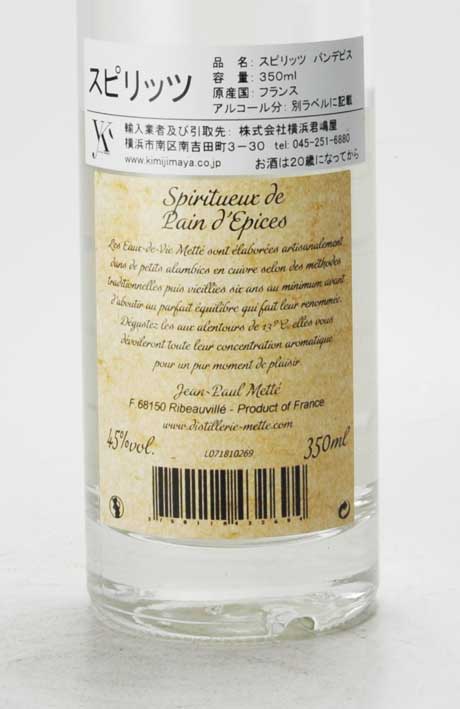 スピリッツ
品 名: スピリッツ パンデピス
容 量: 350ml
原産国: フランス
アルコール分: 別ラベルに記載
輸入業者及び引取先: 株式会社横浜君嶋屋
横浜市南区南吉田町3-30 tel: 045-251-6880
www.kimijimaya.co.jp お酒は20歳になってから
Spiritueux de
Pain d'Epices
Les Eaux-de-Vie Metté sont élaborées artisanalement
dans de petits alambics en cuivre selon des méthodes
traditionnelles puis vieillies six ans au minimum avant
d'aboutir au parfait équilibre qui fait leur renommée.
Dégustez les aux alentours de 13°C, elles vous
dévoileront toute leur concentration aromatique
pour un pur moment de plaisir.
Jean-Paul Metté
F 68150 Ribeauvillé - Product of France
www.distillerie-mette.com
45%vol. L071810269 350ml